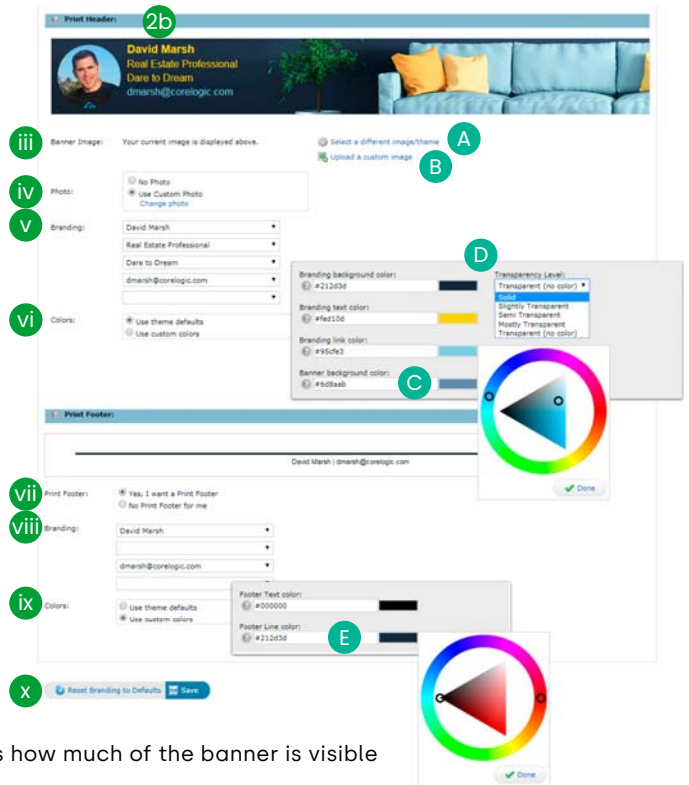 Print Header:
2b
David Marsh
Real Estate Professional
Dare to Dream
dmarsh@corelogic.com
iii
Banner Image:
Your current image is displayed above.
Select a different image/theme
A
Upload a custom image
B
iv
Photo:
No Photo
Use Custom Photo
Change photo
v
Branding:
David Marsh
Real Estate Professional
Dare to Dream
dmarsh@corelogic.com
D
Branding background color:
#212d3d
Transparency Level:
Transparent (no color)
Solid
Slightly Transparent
Semi Transparent
Mostly Transparent
Transparent (no color)
Branding text color:
#fed10d
Branding link color:
#95cfe3
Banner background color:
#6d8aab
C
vi
Colors:
Use theme defaults
Use custom colors
Done
Print Footer:
David Marsh | dmarsh@corelogic.com
vii
Print Footer:
Yes, I want a Print Footer
No Print Footer for me
viii
Branding:
David Marsh
dmarsh@corelogic.com
ix
Colors:
Use theme defaults
Use custom colors
Footer Text color:
#000000
Footer Line color:
#212d3d
E
x
Reset Branding to Defaults
Save
s how much of the banner is visible
Done